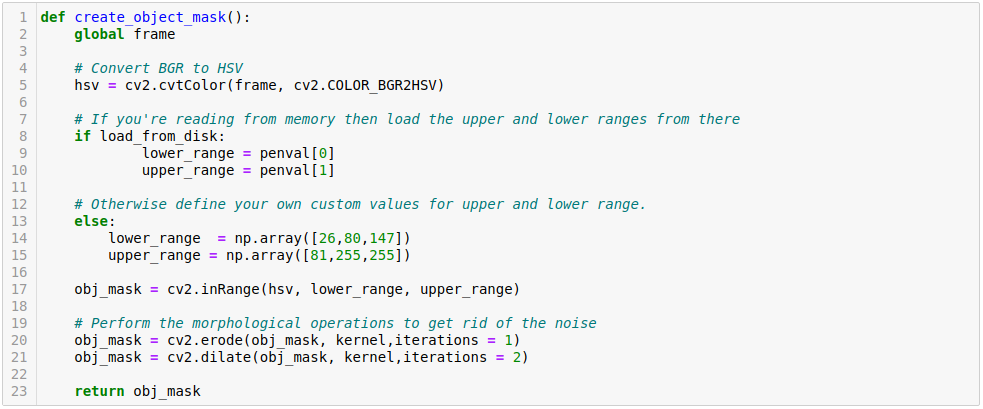 1 def create_object_mask():
2     global frame
3
4     # Convert BGR to HSV
5     hsv = cv2.cvtColor(frame, cv2.COLOR_BGR2HSV)
6
7     # If you're reading from memory then load the upper and lower ranges from there
8     if load_from_disk:
9             lower_range = penval[0]
10             upper_range = penval[1]
11
12     # Otherwise define your own custom values for upper and lower range.
13     else:
14         lower_range  = np.array([26,80,147])
15         upper_range = np.array([81,255,255])
16
17     obj_mask = cv2.inRange(hsv, lower_range, upper_range)
18
19     # Perform the morphological operations to get rid of the noise
20     obj_mask = cv2.erode(obj_mask, kernel,iterations = 1)
21     obj_mask = cv2.dilate(obj_mask, kernel,iterations = 2)
22
23     return obj_mask